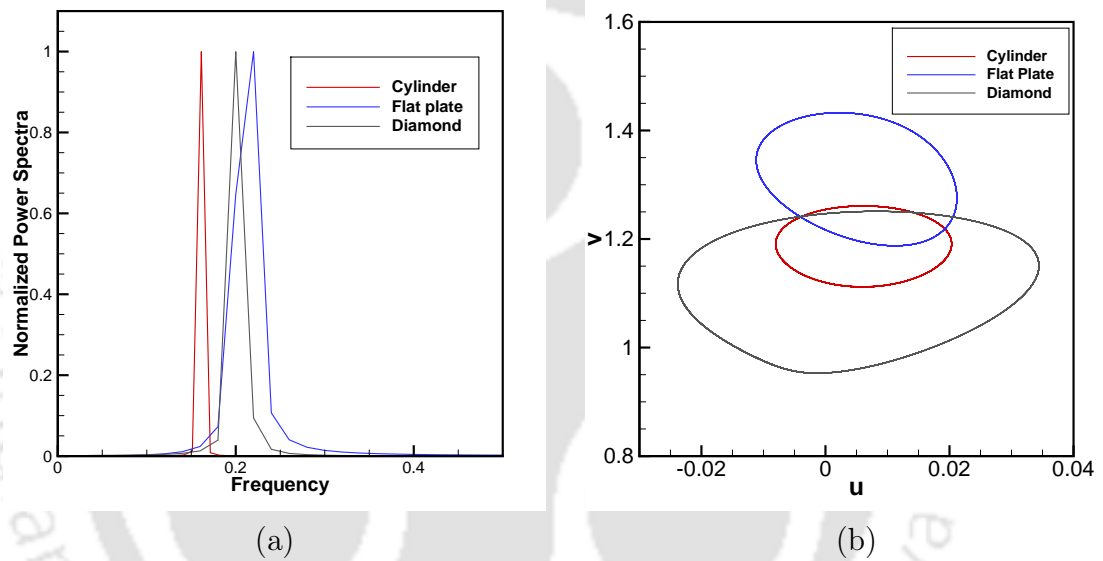 Normalized Power Spectra
1
0.8
0.6
0.4
0.2
0
0 0.2 0.4
Frequency
Cylinder
Flat plate
Diamond
(a)
v
1.6
1.4
1.2
1
0.8
-0.02 0 0.02 0.04
u
Cylinder
Flat Plate
Diamond
(b)